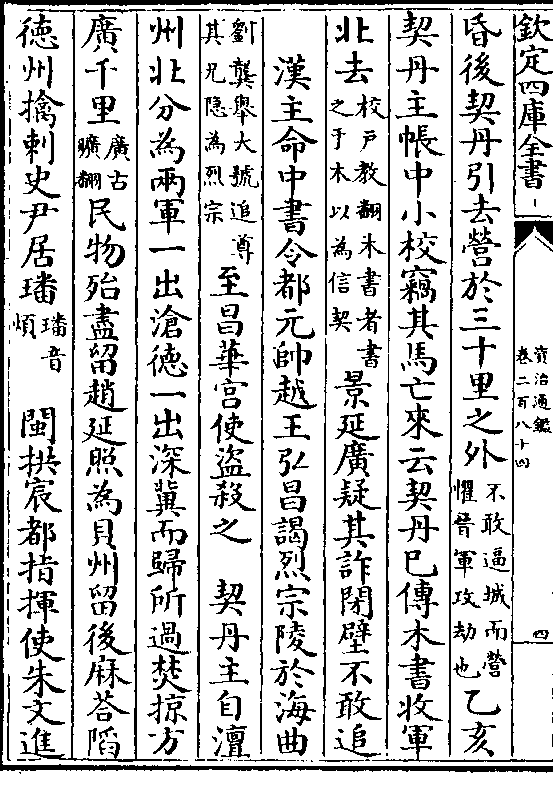 欽定四庫全書
資治通鑑
卷二百八十四
四
昏後契丹引去營於三十里之外不敢逼城而營懼晉軍攻劫也乙亥
契丹主帳中小校竊其馬亡來云契丹已傳木書收軍
北去校戶教翻木書者書之于木以為信契景延廣疑其詐閉壁不敢追
漢主命中書令都元帥越王弘昌謁烈宗陵於海曲
劉龔舉大號追尊其兄隐為烈宗至昌華宫使盜殺之　契丹主自澶
州北分為兩軍一出滄德一出深冀而歸所過焚掠方
廣千里廣古曠翻民物殆盡留趙延照為貝州留後麻荅陷
德州擒刺史尹居璠璠音煩　閩拱宸都指揮使朱文進